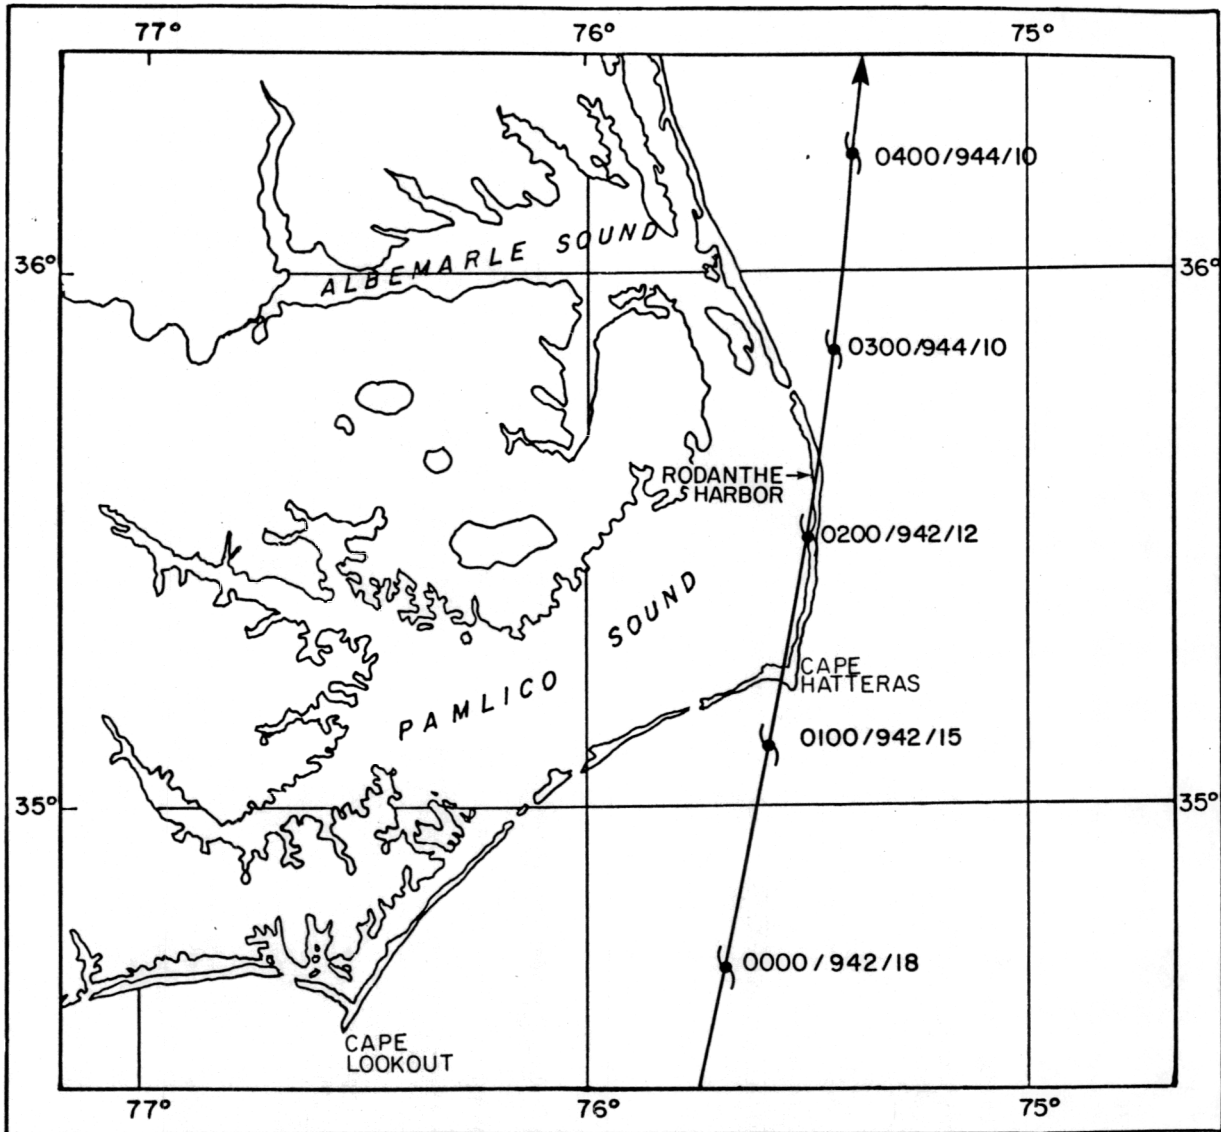 77° 76° 75°
0400/944/10
ALBEMARLE SOUND
36° 36°
0300/944/10
RODANTHE
HARBOR
0200/942/12
PAMLICO SOUND
CAPE
HATTERAS
0100/942/15
35° 35°
0000/942/18
CAPE
LOOKOUT
77° 76° 75°